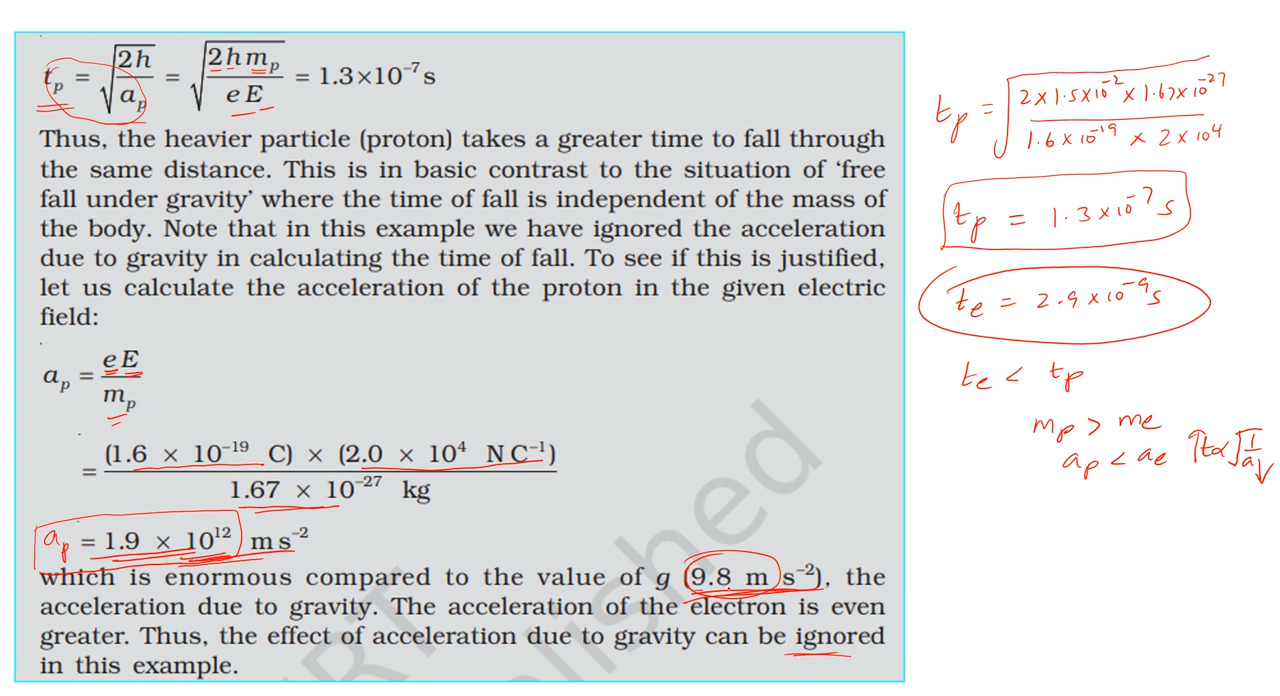 t_p = √(2h / a_p) = √(2 h m_p / e E) = 1.3 × 10⁻⁷ s
Thus, the heavier particle (proton) takes a greater time to fall through
the same distance. This is in basic contrast to the situation of ‘free
fall under gravity’ where the time of fall is independent of the mass of
the body. Note that in this example we have ignored the acceleration
due to gravity in calculating the time of fall. To see if this is justified,
let us calculate the acceleration of the proton in the given electric
field:
a_p = e E / m_p
= (1.6 × 10⁻¹⁹ C) × (2.0 × 10⁴ N C⁻¹) / 1.67 × 10⁻²⁷ kg
a_p = 1.9 × 10¹² m s⁻²
which is enormous compared to the value of g (9.8 m s⁻²), the
acceleration due to gravity. The acceleration of the electron is even
greater. Thus, the effect of acceleration due to gravity can be ignored
in this example.
t_p = √(2 × 1.5 × 10⁻² × 1.67 × 10⁻²⁷ / 1.6 × 10⁻¹⁹ × 2 × 10⁴)
t_p = 1.3 × 10⁻⁷ s
t_e = 2.9 × 10⁻⁹ s
t_e < t_p
m_p > m_e
a_p < a_e ↑t ∝ √(1 / a↓)